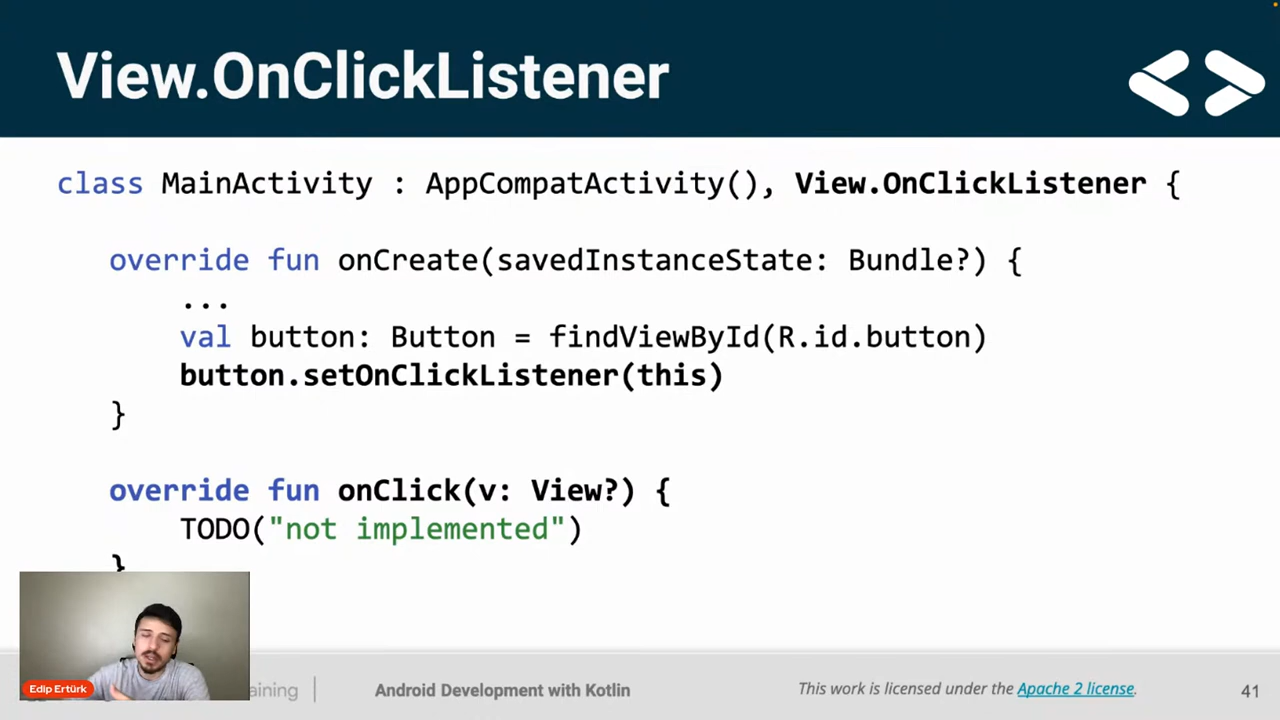 View.OnClickListener
class MainActivity : AppCompatActivity(), View.OnClickListener {
override fun onCreate(savedInstanceState: Bundle?) {
...
val button: Button = findViewById(R.id.button)
button.setOnClickListener(this)
}
override fun onClick(v: View?) {
TODO("not implemented")
}
Edip Ertürk
Android Development with Kotlin
This work is licensed under the Apache 2 license.
41